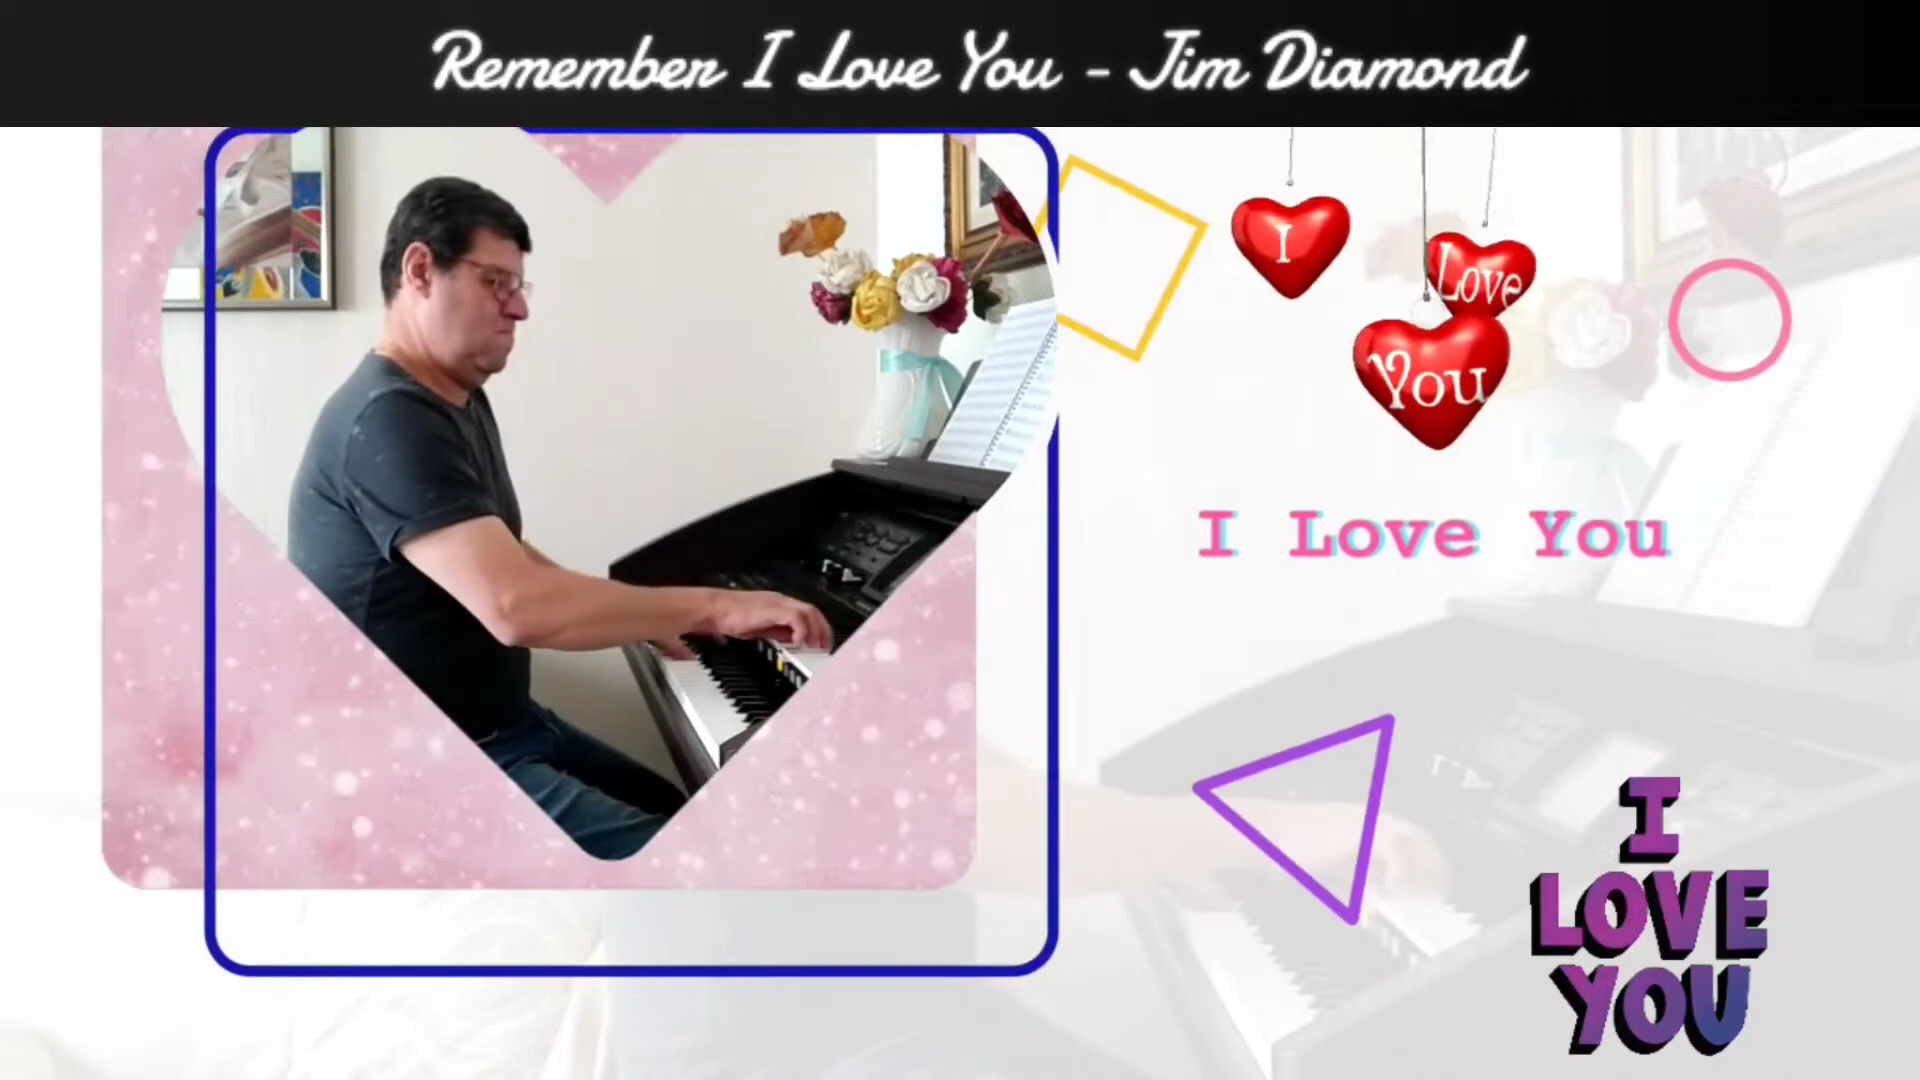 Remember I Love You - Jim Diamond
I
Love
You
I Love You
I
LOVE
YOU